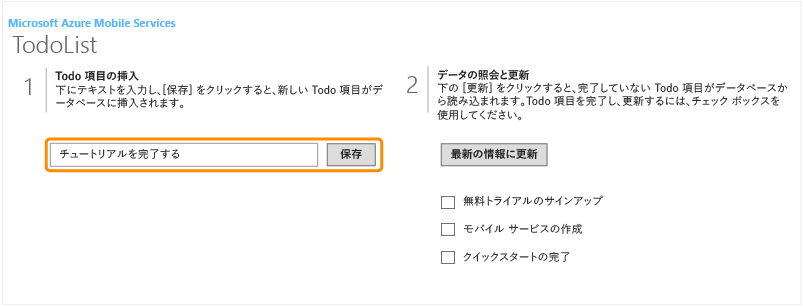 Microsoft Azure Mobile Services
TodoList
1
Todo 項目の挿入
下にテキストを入力し、[保存] をクリックすると、新しい Todo 項目がデ
ータベースに挿入されます。
チュートリアルを完了する
保存
2
データの照会と更新
下の [更新] をクリックすると、完了していない Todo 項目がデータベースか
ら読み込まれます。Todo 項目を完了し、更新するには、チェック ボックスを
使用してください。
最新の情報に更新
無料トライアルのサインアップ
モバイル サービスの作成
クイックスタートの完了